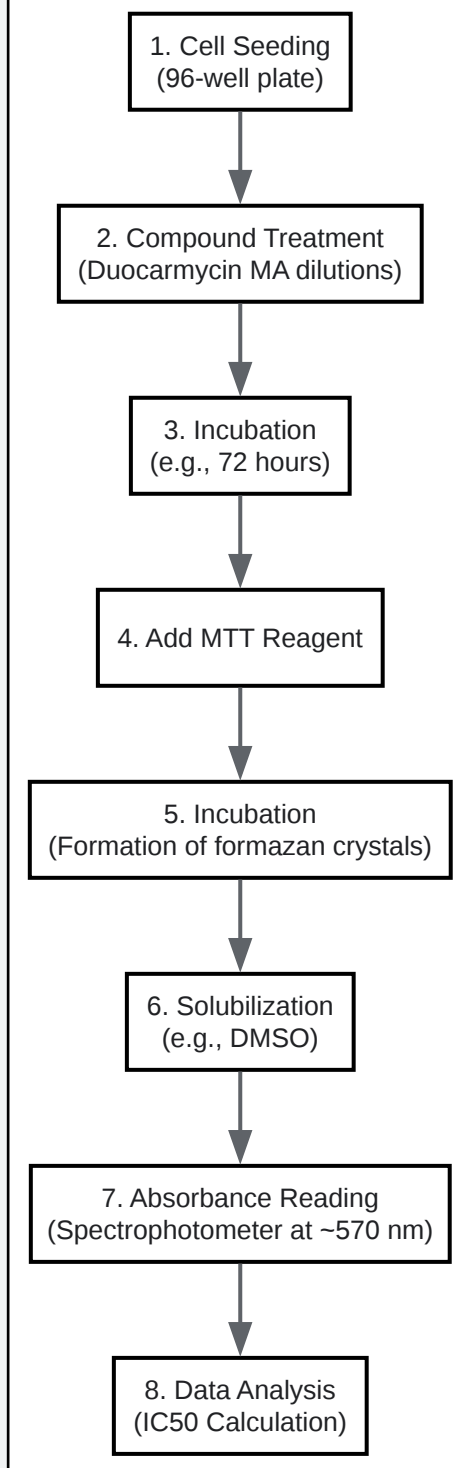 1. Cell Seeding
(96-well plate)
2. Compound Treatment
(Duocarmycin MA dilutions)
3. Incubation
(e.g., 72 hours)
4. Add MTT Reagent
5. Incubation
(Formation of formazan crystals)
6. Solubilization
(e.g., DMSO)
7. Absorbance Reading
(Spectrophotometer at ~570 nm)
8. Data Analysis
(IC50 Calculation)